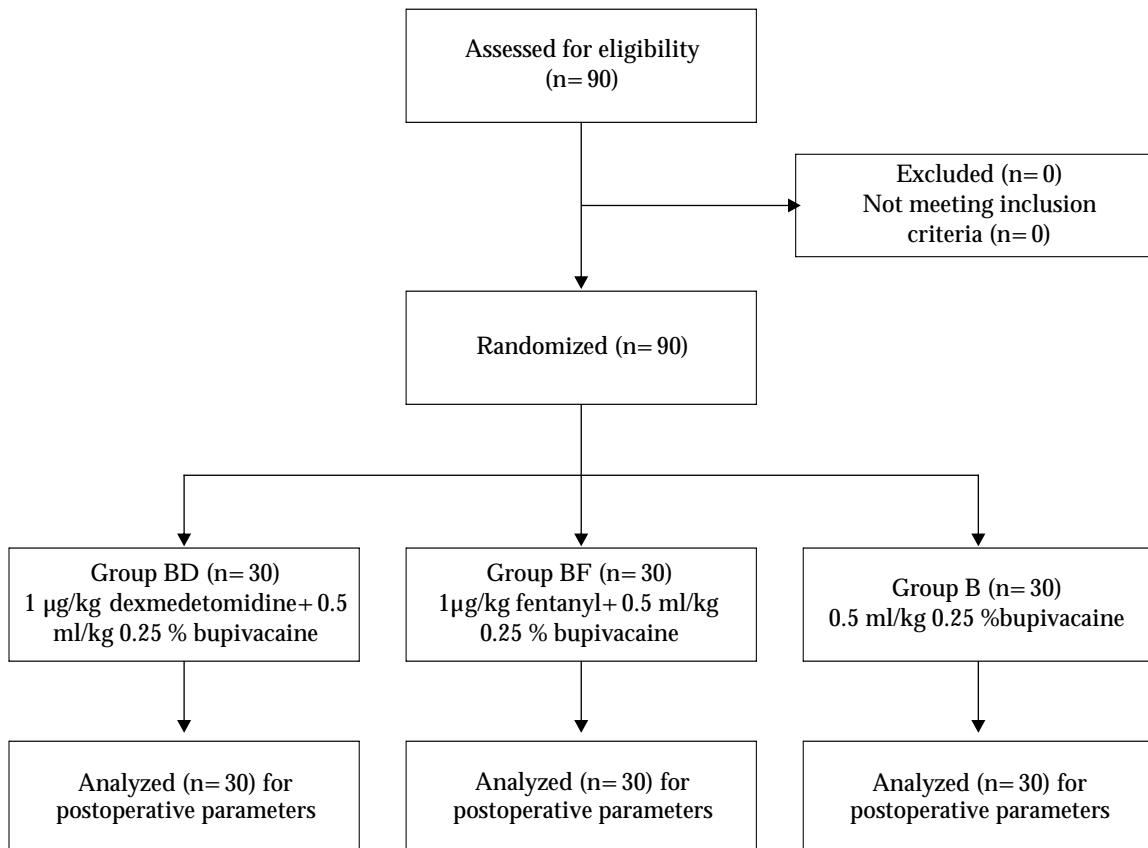 Assessed for eligibility
(n=90)
Excluded (n=0)
Not meeting inclusion
criteria (n=0)
Randomized (n=90)
Group BD (n=30)
1 µg/kg dexmedetomidine+0.5
ml/kg 0.25 % bupivacaine
Group BF (n=30)
1µg/kg fentanyl+0.5 ml/kg
0.25 % bupivacaine
Group B (n=30)
0.5 ml/kg 0.25 %bupivacaine
Analyzed (n=30) for
postoperative parameters
Analyzed (n=30) for
postoperative parameters
Analyzed (n=30) for
postoperative parameters